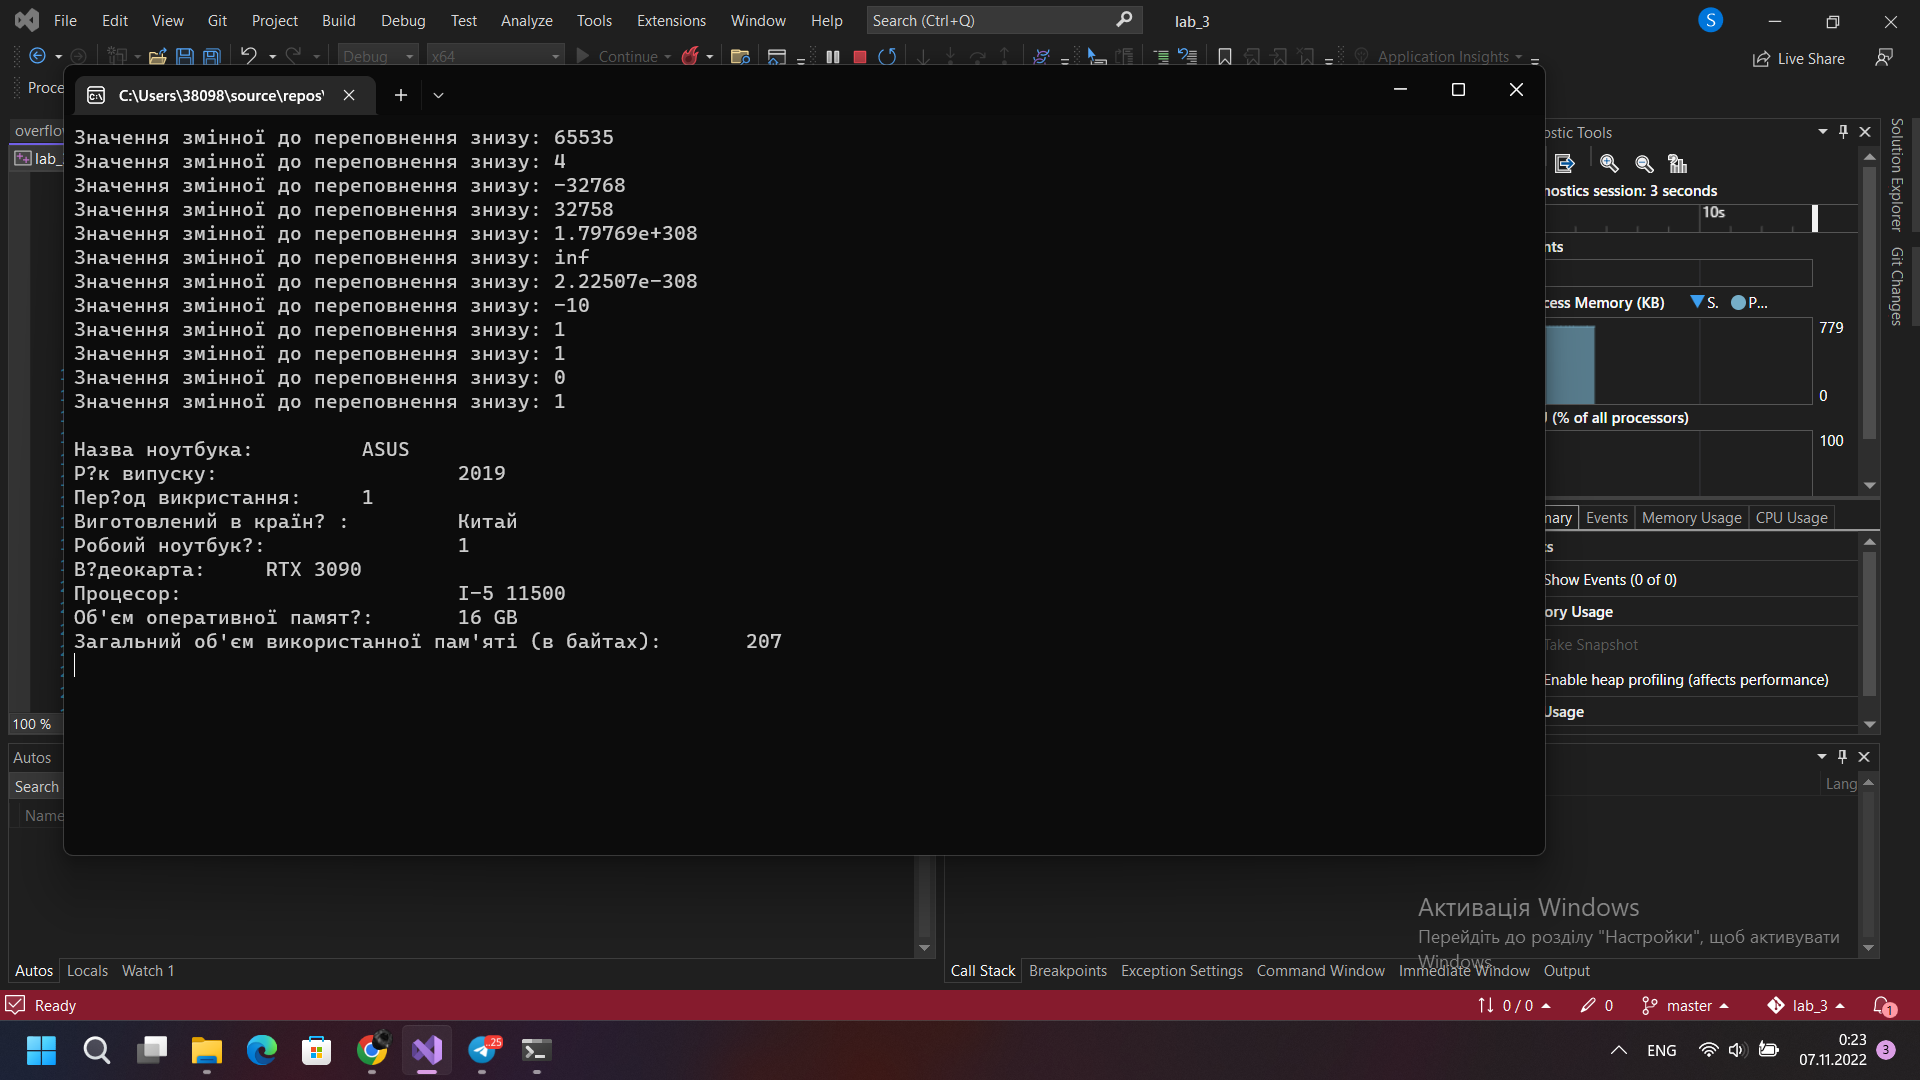 File Edit View Git Project Build Debug Test Analyze Tools Extensions Window Help Search (Ctrl+Q) lab_3 S
Debug x64 Continue Application Insights Live Share
Proce
C:\Users\38098\source\repos\
overflo
lab_
Значення змінної до переповнення знизу: 65535
Значення змінної до переповнення знизу: 4
Значення змінної до переповнення знизу: -32768
Значення змінної до переповнення знизу: 32758
Значення змінної до переповнення знизу: 1.79769e+308
Значення змінної до переповнення знизу: inf
Значення змінної до переповнення знизу: 2.22507e-308
Значення змінної до переповнення знизу: -10
Значення змінної до переповнення знизу: 1
Значення змінної до переповнення знизу: 1
Значення змінної до переповнення знизу: 0
Значення змінної до переповнення знизу: 1
Назва ноутбука: ASUS
Р?к випуску: 2019
Пер?од викристання: 1
Виготовлений в країн? : Китай
Робоий ноутбук?: 1
В?деокарта: RTX 3090
Процесор: I-5 11500
Об'єм оперативної памят?: 16 GB
Загальний об'єм використанної пам'яті (в байтах): 207
ostic Tools
nostics session: 3 seconds
10s
nts
cess Memory (KB) S. P...
779
0
(% of all processors)
100
mary Events Memory Usage CPU Usage
ts
Show Events (0 of 0)
ory Usage
Take Snapshot
Enable heap profiling (affects performance)
Usage
Solution Explorer
Git Changes
100 %
Autos
Search
Name
Lang
Autos Locals Watch 1
Call Stack Breakpoints Exception Settings Command Window Immediate Window Output
Активація Windows
Перейдіть до розділу "Настройки", щоб активувати
Windows.
Ready
0 / 0 0 master lab_3 1
25
ENG
0:23
07.11.2022
3